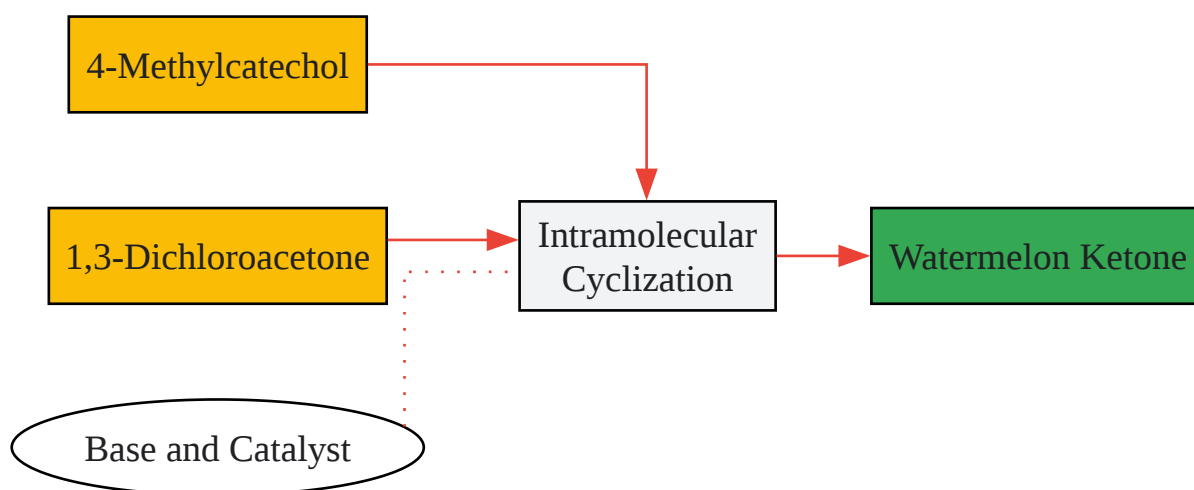 4-Methylcatechol
1,3-Dichloroacetone
Intramolecular
Cyclization
Watermelon Ketone
Base and Catalyst